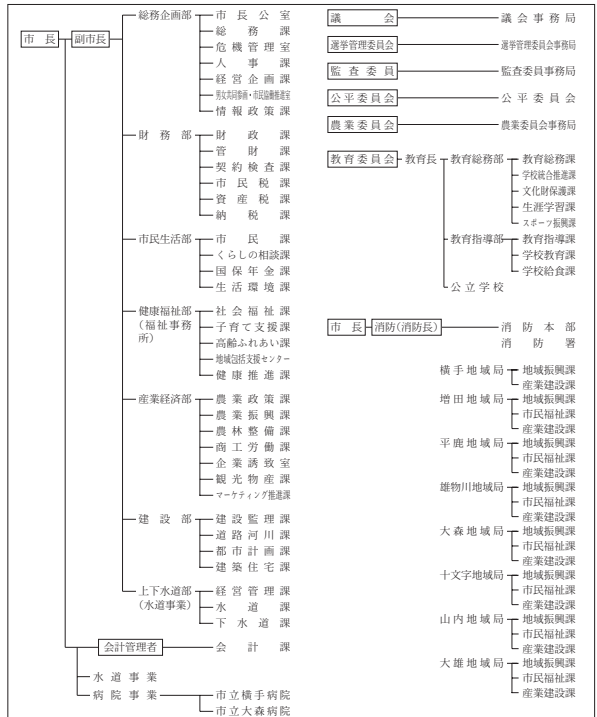 市長 副市長
総務企画部 市長公室
総務課
危機管理室
人事課
経営企画課
男女共同参画・市民協働推進室
情報政策課
財務部 財政課
管財課
契約検査課
市民税課
資産税課
納税課
市民生活部 市民課
くらしの相談課
国保年金課
生活環境課
健康福祉部 社会福祉課
(福祉事務所) 子育て支援課
高齢ふれあい課
地域包括支援センター
健康推進課
産業経済部 農業政策課
農業振興課
農林整備課
商工労働課
企業誘致室
観光物産課
マーケティング推進課
建設部 建設監理課
道路河川課
都市計画課
建築住宅課
上下水道部 経営管理課
(水道事業) 水道課
下水道課
会計管理者 会計課
水道事業
病院事業 市立横手病院
市立大森病院
議会 議会事務局
選挙管理委員会 選挙管理委員会事務局
監査委員 監査委員事務局
公平委員会 公平委員会
農業委員会 農業委員会事務局
教育委員会 教育長 教育総務部 教育総務課
学校統合推進課
文化財保護課
生涯学習課
スポーツ振興課
教育指導部 教育指導課
学校教育課
学校給食課
公立学校
市長 消防(消防長) 消防本部
消防署
横手地域局 地域振興課
産業建設課
増田地域局 地域振興課
市民福祉課
産業建設課
平鹿地域局 地域振興課
市民福祉課
産業建設課
雄物川地域局 地域振興課
市民福祉課
産業建設課
大森地域局 地域振興課
市民福祉課
産業建設課
十文字地域局 地域振興課
市民福祉課
産業建設課
山内地域局 地域振興課
市民福祉課
産業建設課
大雄地域局 地域振興課
市民福祉課
産業建設課